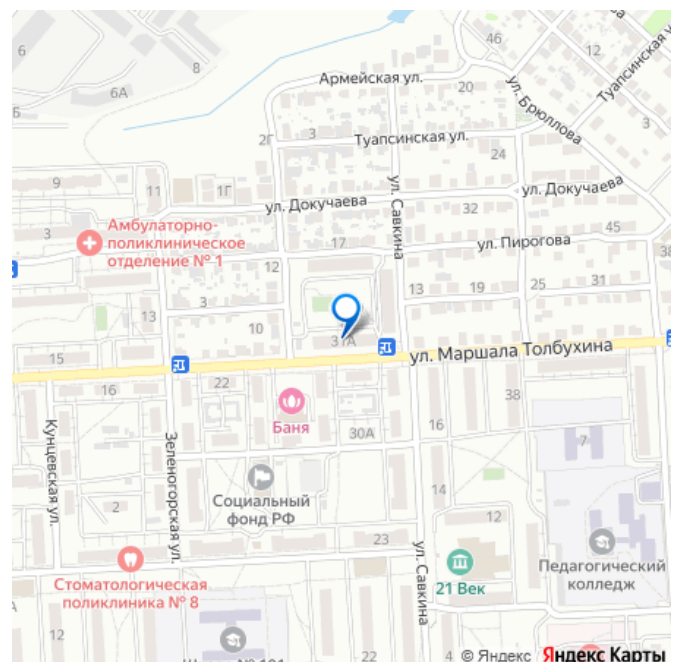 46
12
6
8
Армейская ул.
20
6А
Туапсинская ул.
3
ул. Брюллова
2Г
3
Туапсинская ул.
24
9
11
1Г
ул. Докучаева
ул. Докучаева
3
Амбулаторно-
поликлиническое
отделение № 1
ул. Савкина
32
17
ул. Пирогова
45
12
13
19
25
31
3
10
31А
ул. Маршала Толбухина
15
16
22
Баня
38
30А
16
7
Кунцевская ул.
Зеленогорская ул.
Социальный
фонд РФ
14
2
12
23
ул. Савкина
Педагогический
колледж
Стоматологическая
поликлиника № 8
21 Век
12
22
4
© Яндекс Яндекс Карты